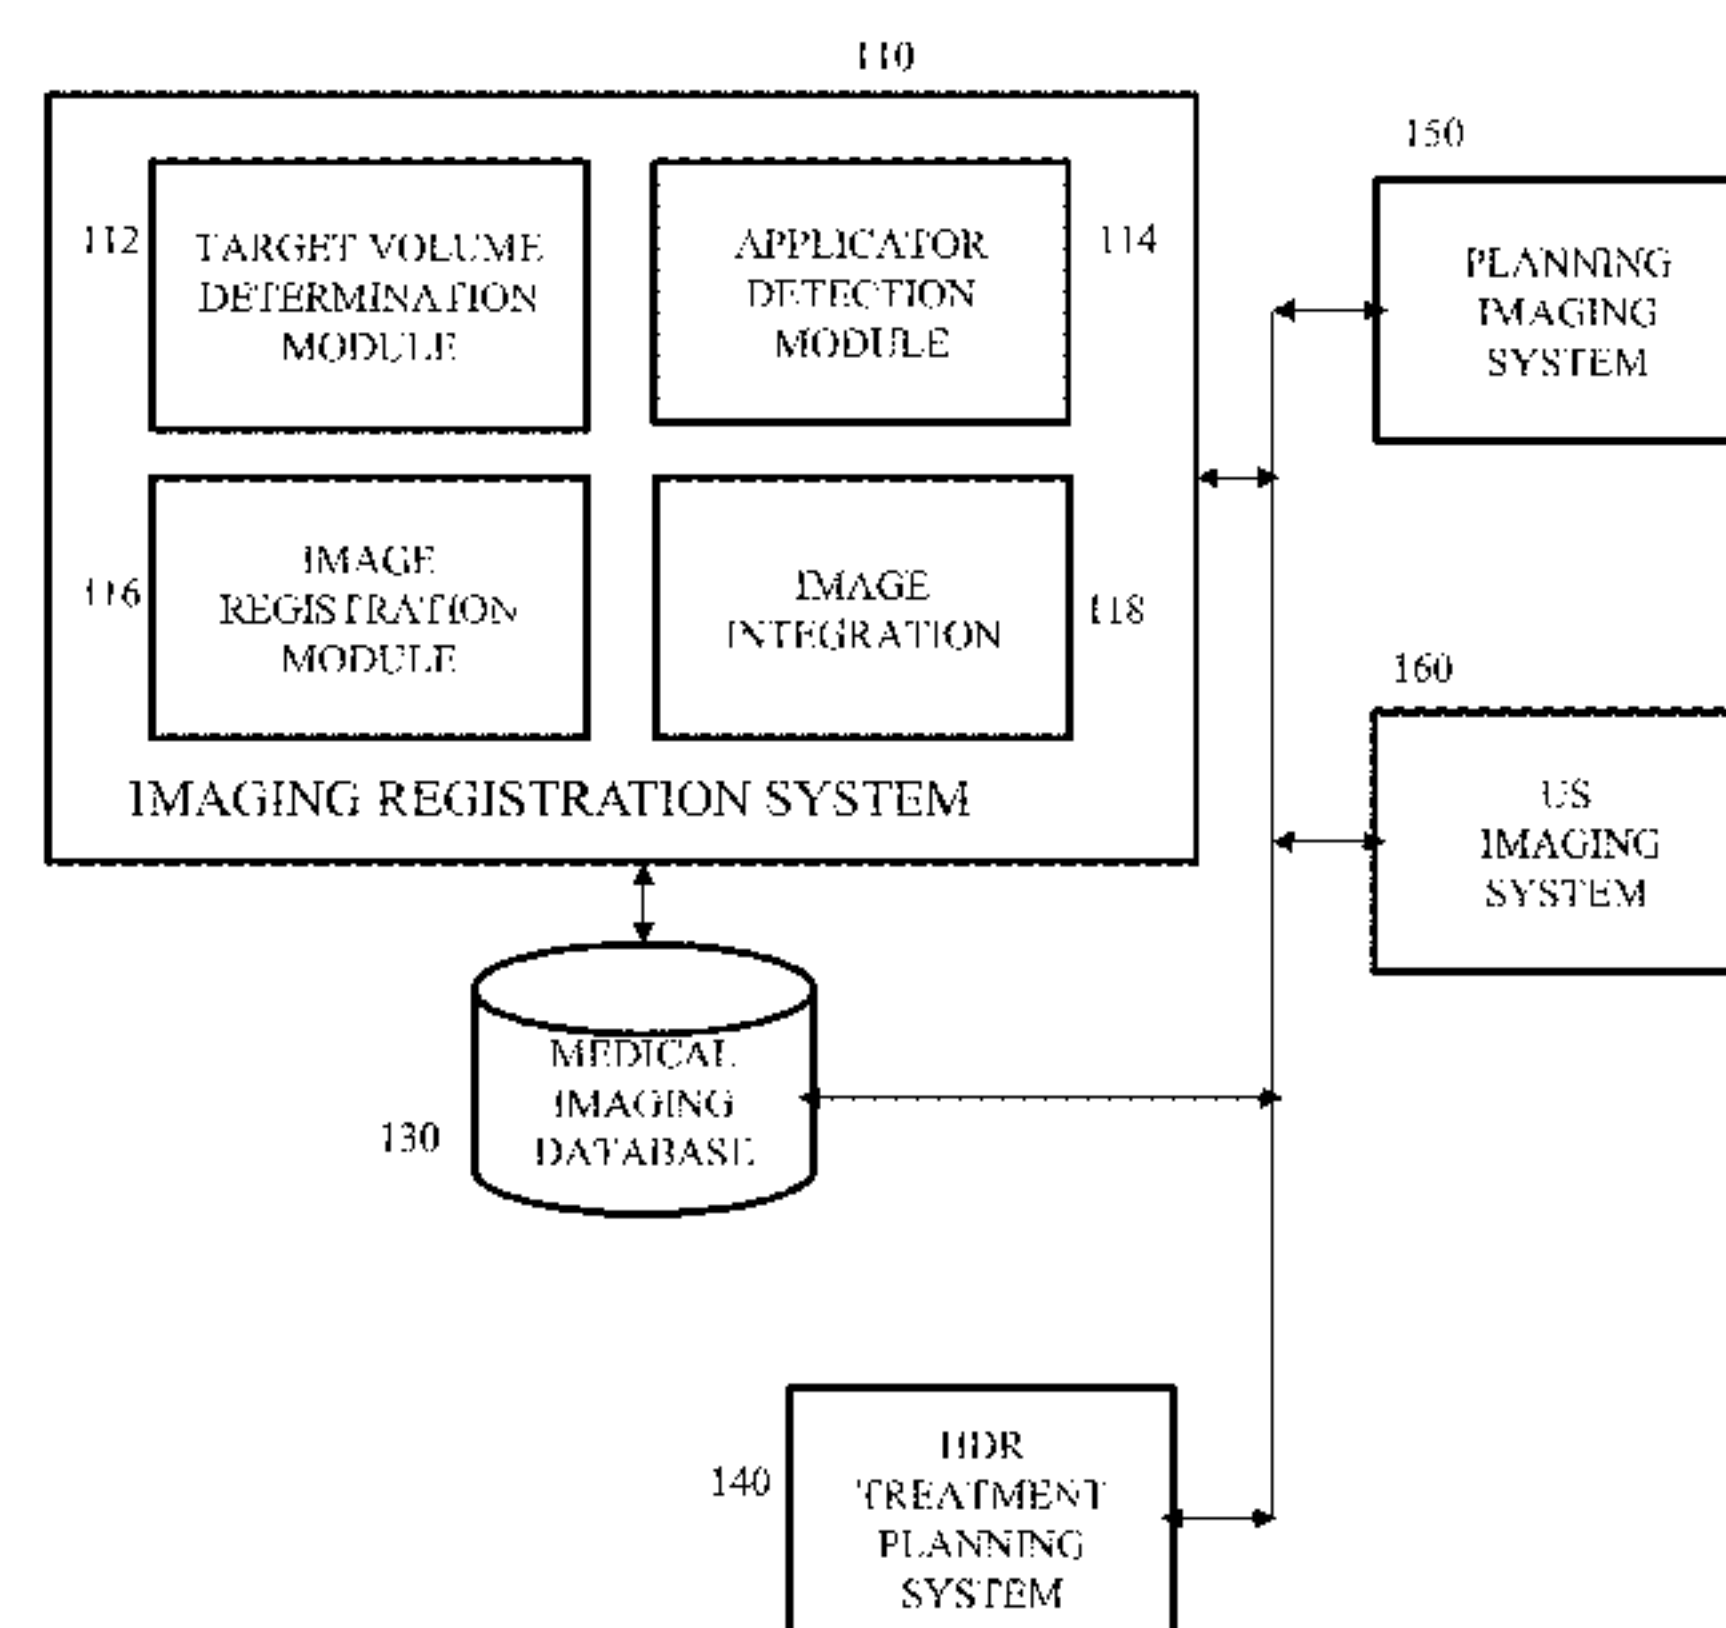 110
150
112
TARGET VOLUME
DETERMINATION
MODULE
APPLICATOR
DETECTION
MODULE
114
PLANNING
IMAGING
SYSTEM
116
IMAGE
REGISTRATION
MODULE
IMAGE
INTEGRATION
118
160
US
IMAGING
SYSTEM
IMAGING REGISTRATION SYSTEM
130
MEDICAL
IMAGING
DATABASE
140
HDR
TREATMENT
PLANNING
SYSTEM